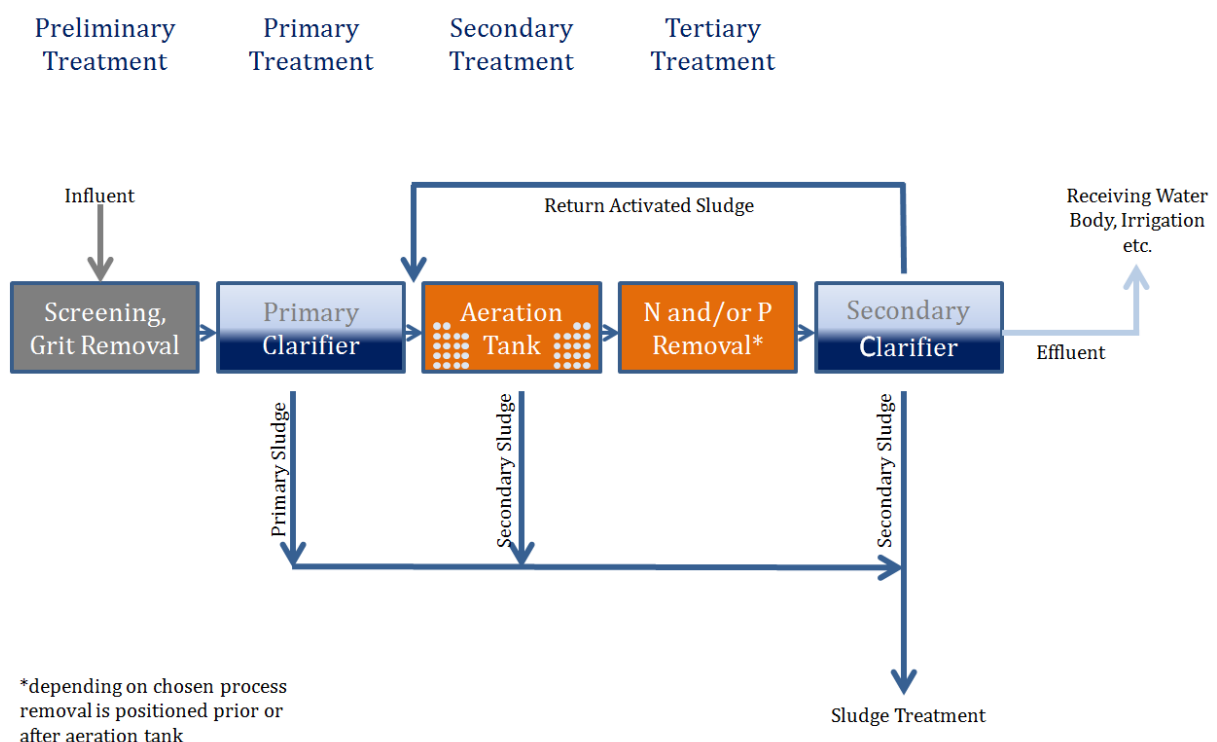 Preliminary
Treatment
Primary
Treatment
Secondary
Treatment
Tertiary
Treatment
Influent
Return Activated Sludge
Receiving Water
Body, Irrigation
etc.
Screening,
Grit Removal
Primary
Clarifier
Aeration
Tank
N and/or P
Removal*
Secondary
Clarifier
Effluent
Primary Sludge
Secondary Sludge
Secondary Sludge
*depending on chosen process
removal is positioned prior or
after aeration tank
Sludge Treatment